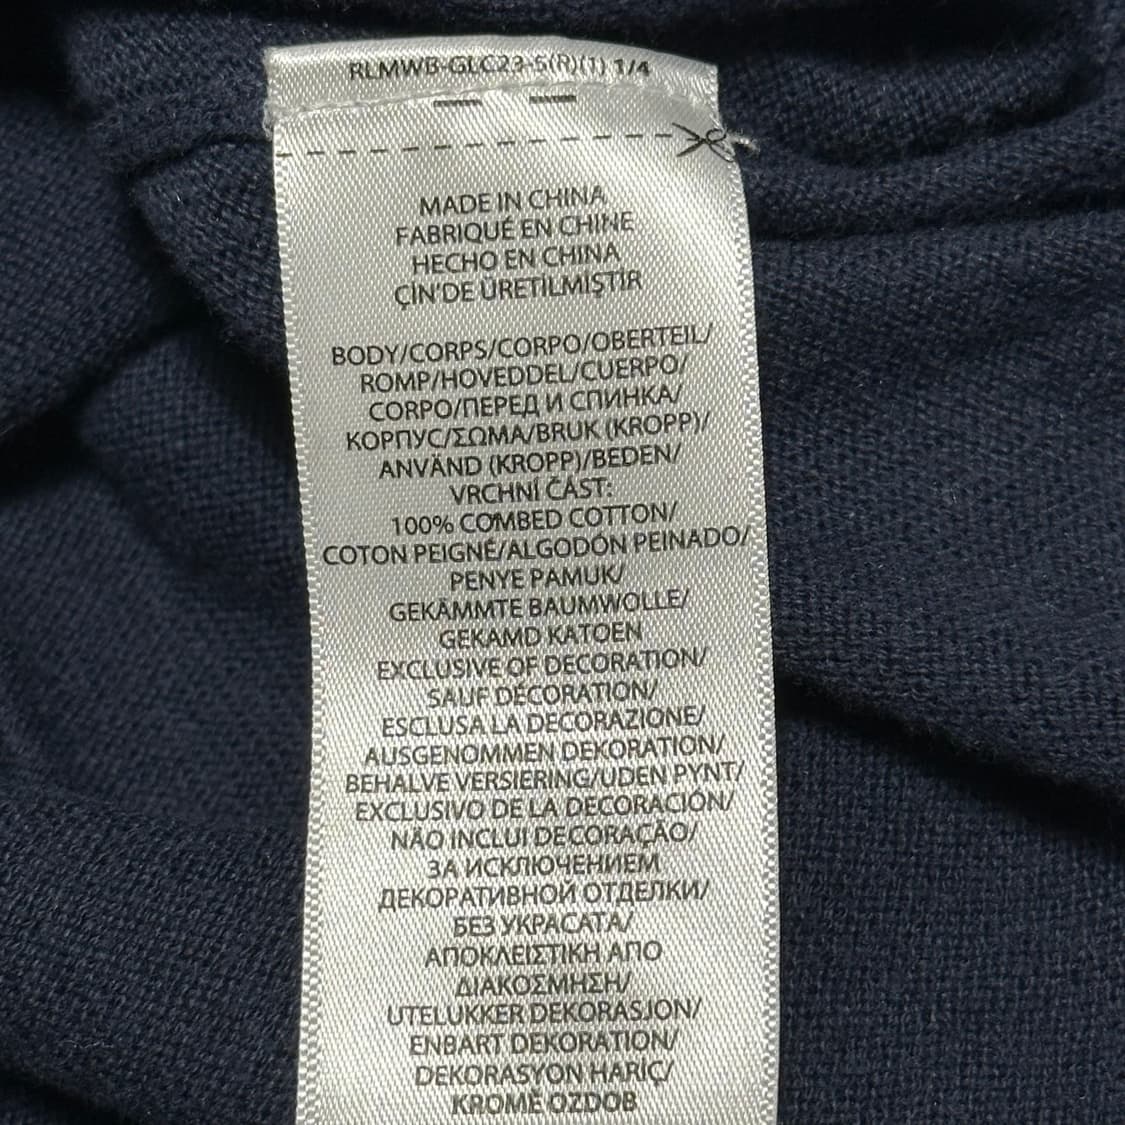 RLMWB-GLC23-S(R)(1) 1/4
MADE IN CHINA
FABRIQUÉ EN CHINE
HECHO EN CHINA
ÇİN'DE ÜRETİLMİŞTİR
BODY/CORPS/CORPO/OBERTEIL/
ROMP/HOVEDDEL/CUERPO/
CORPO/ПЕРЕД И СПИНКА/
КОРПУС/ΣΩΜΑ/BRUK (KROPP)/
ANVÄND (KROPP)/BEDEN/
VRCHNÍ ČÁST:
100% COMBED COTTON/
COTON PEIGNÉ/ALGODÓN PEINADO/
PENYE PAMUK/
GEKÄMMTE BAUMWOLLE/
GEKAMD KATOEN
EXCLUSIVE OF DECORATION/
SAUF DÉCORATION/
ESCLUSA LA DECORAZIONE/
AUSGENOMMEN DEKORATION/
BEHALVE VERSIERING/UDEN PYNT/
EXCLUSIVO DE LA DECORACIÓN/
NÃO INCLUI DECORAÇÃO/
ЗА ИСКЛЮЧЕНИЕМ
ДЕКОРАТИВНОЙ ОТДЕЛКИ/
БЕЗ УКРАСАТА/
ΑΠΟΚΛΕΙΣΤΙΚΗ ΑΠΟ
ΔΙΑΚΟΣΜΗΣΗ/
UTELUKKER DEKORASJON/
ENBART DEKORATION/
DEKORASYON HARİÇ/
KROMĚ OZDOB